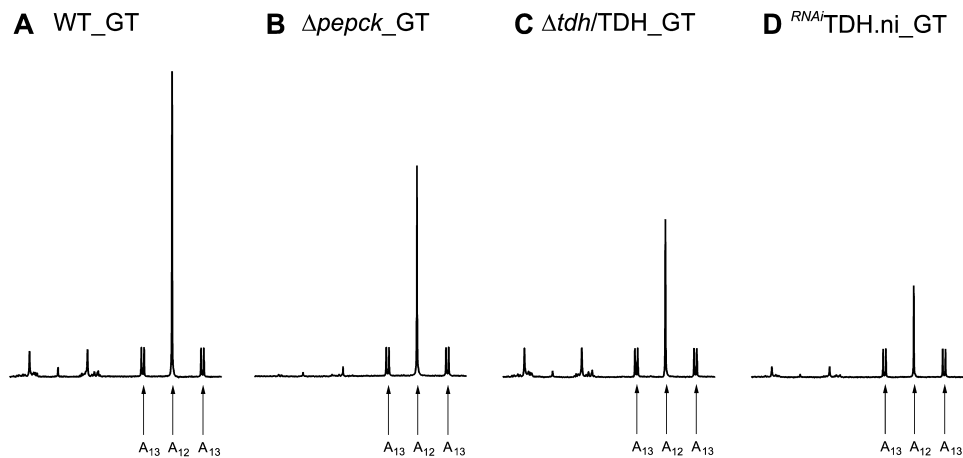 A WT_GT
B Δpepck_GT
C Δtdh/TDH_GT
D RNAiTDH.ni_GT
A13 A12 A13
A13 A12 A13
A13 A12 A13
A13 A12 A13